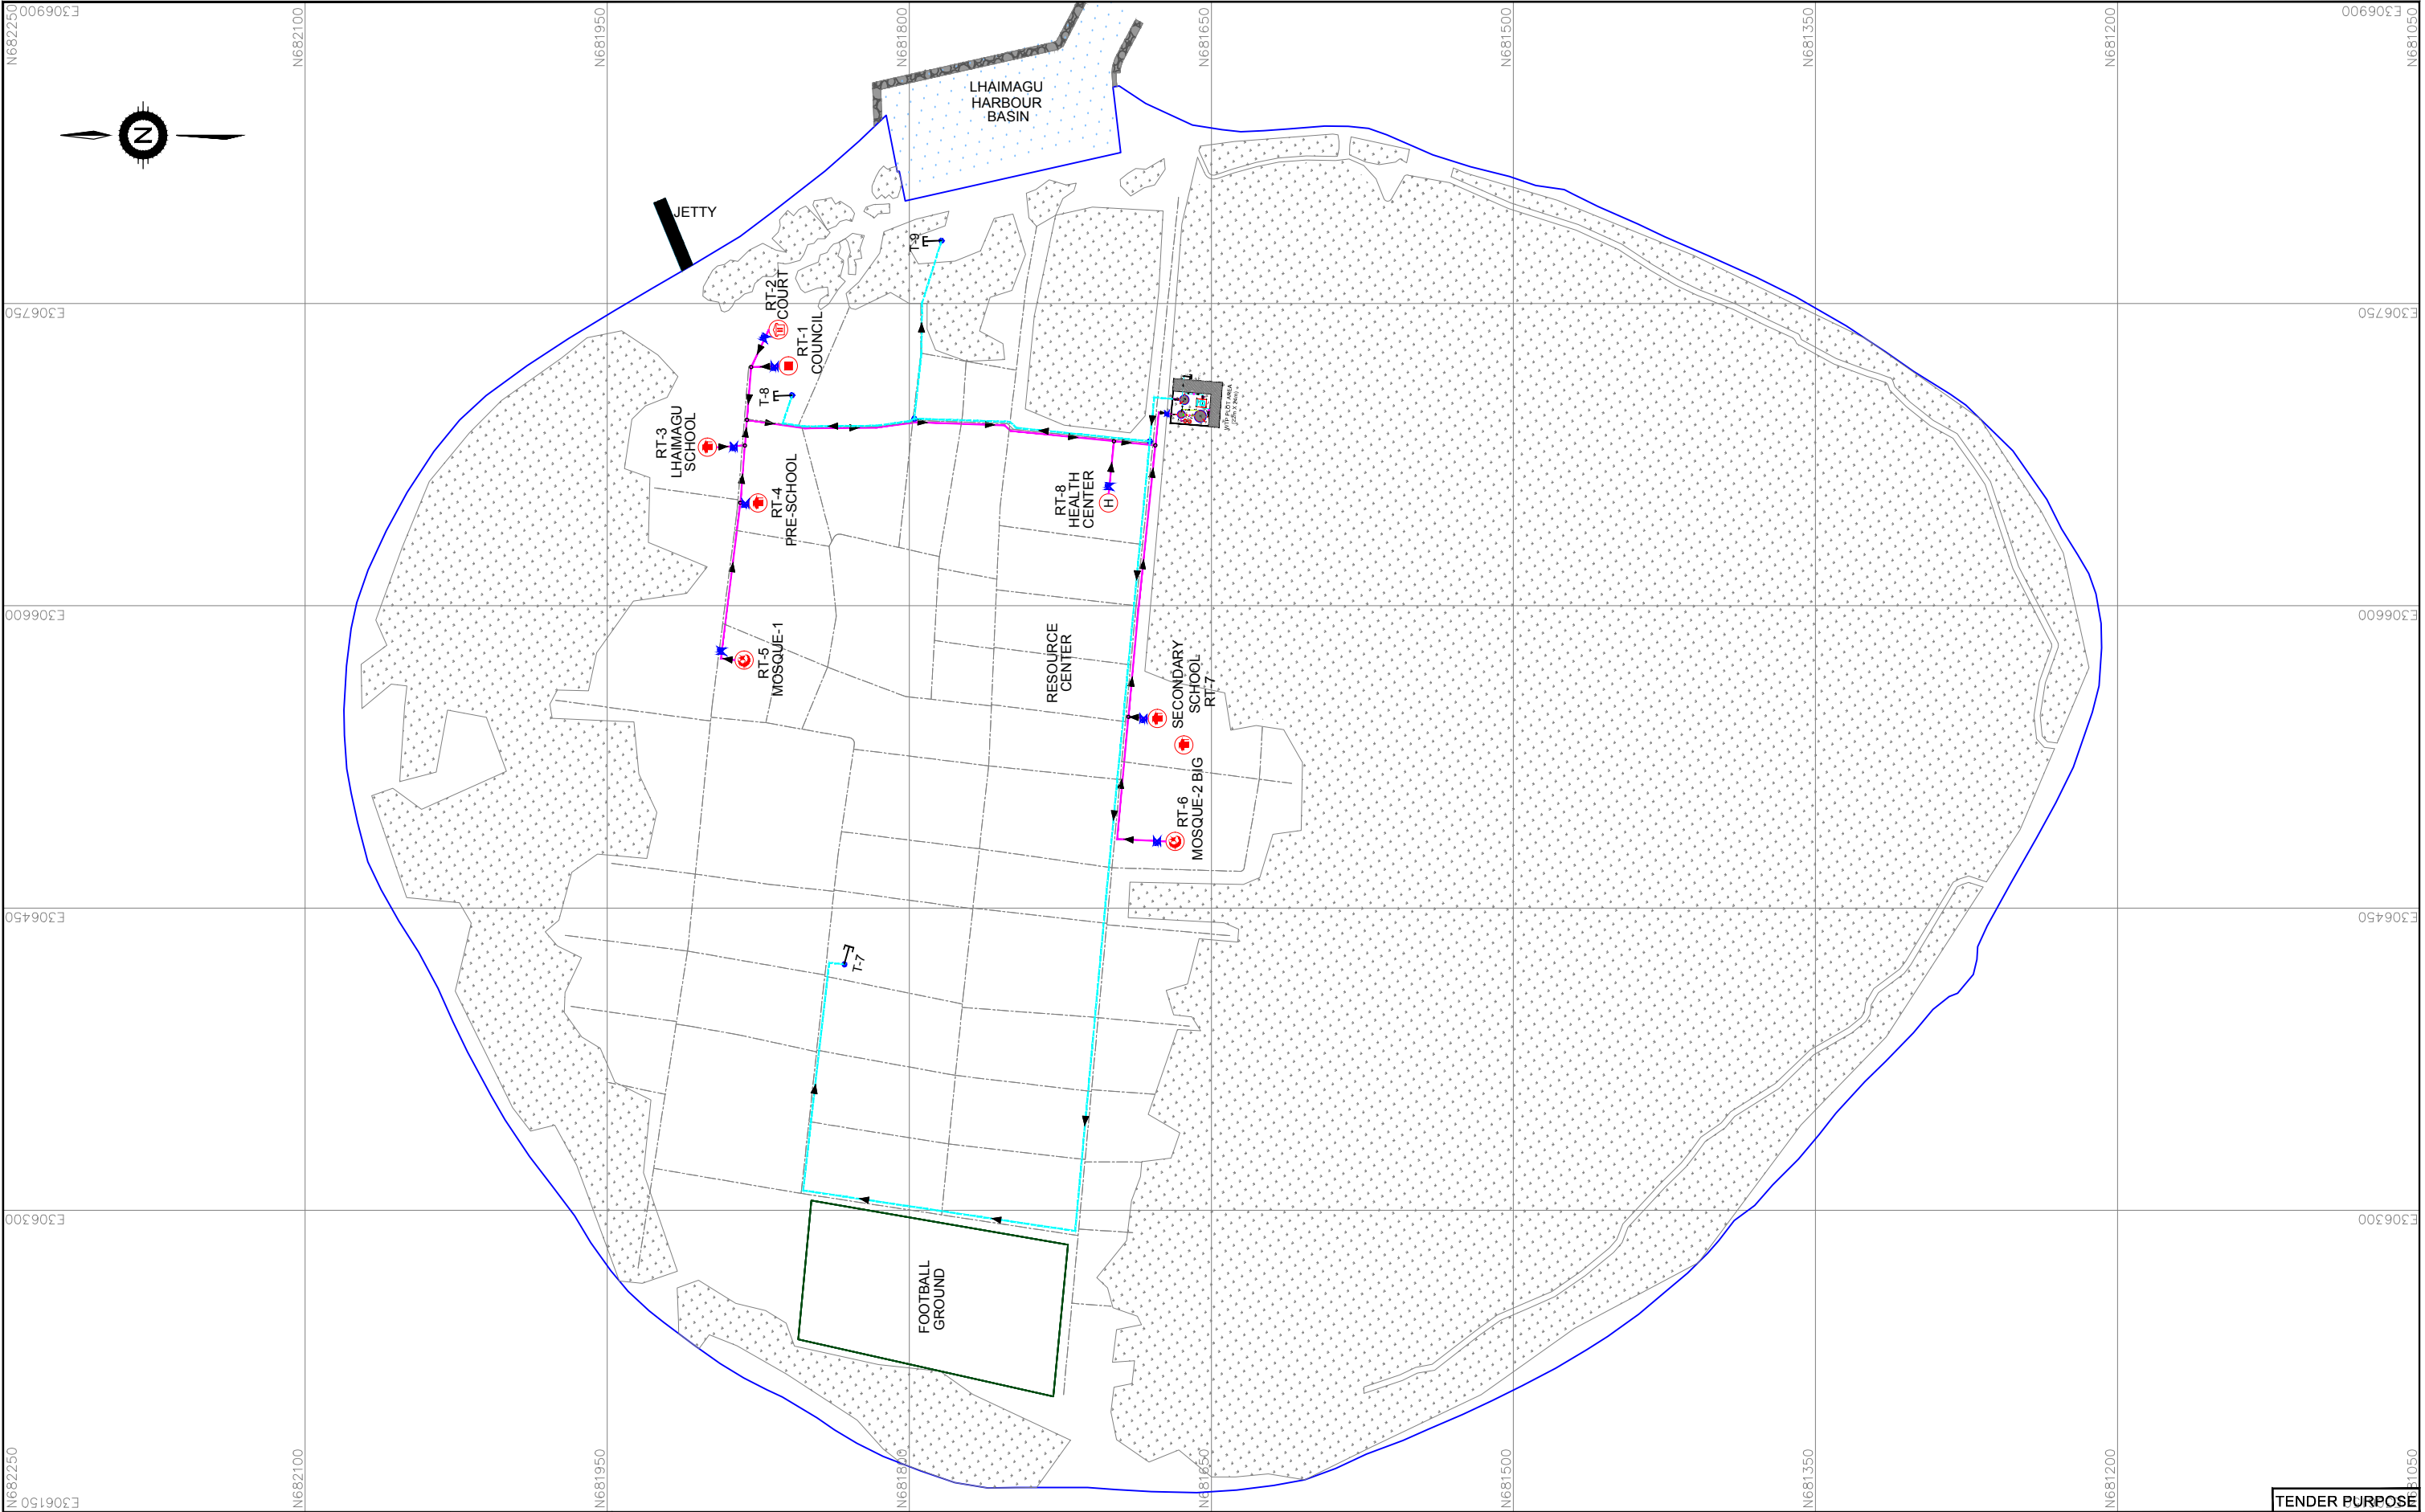 N682250
E306900
N682100
N681950
N681800
N681650
N681500
N681350
N681200
N681050
E306900
LHAIMAGU
HARBOUR
BASIN
N
JETTY
T-9
E306750
E306750
RT-2
COURT
RT-1
COUNCIL
T-8
RT-3
LHAIMAGU
SCHOOL
RT-4
PRE-SCHOOL
RT-8
HEALTH
CENTER
H
WTP PLOT AREA
E306600
E306600
RT-5
MOSQUE-1
RESOURCE
CENTER
SECONDARY
SCHOOL
RT-7
RT-6
MOSQUE-2 BIG
E306450
E306450
T-7
E306300
E306300
FOOTBALL
GROUND
N682250
E306150
N682100
N681950
N681800
N681650
N681500
N681350
N681200
N681050
TENDER PURPOSE